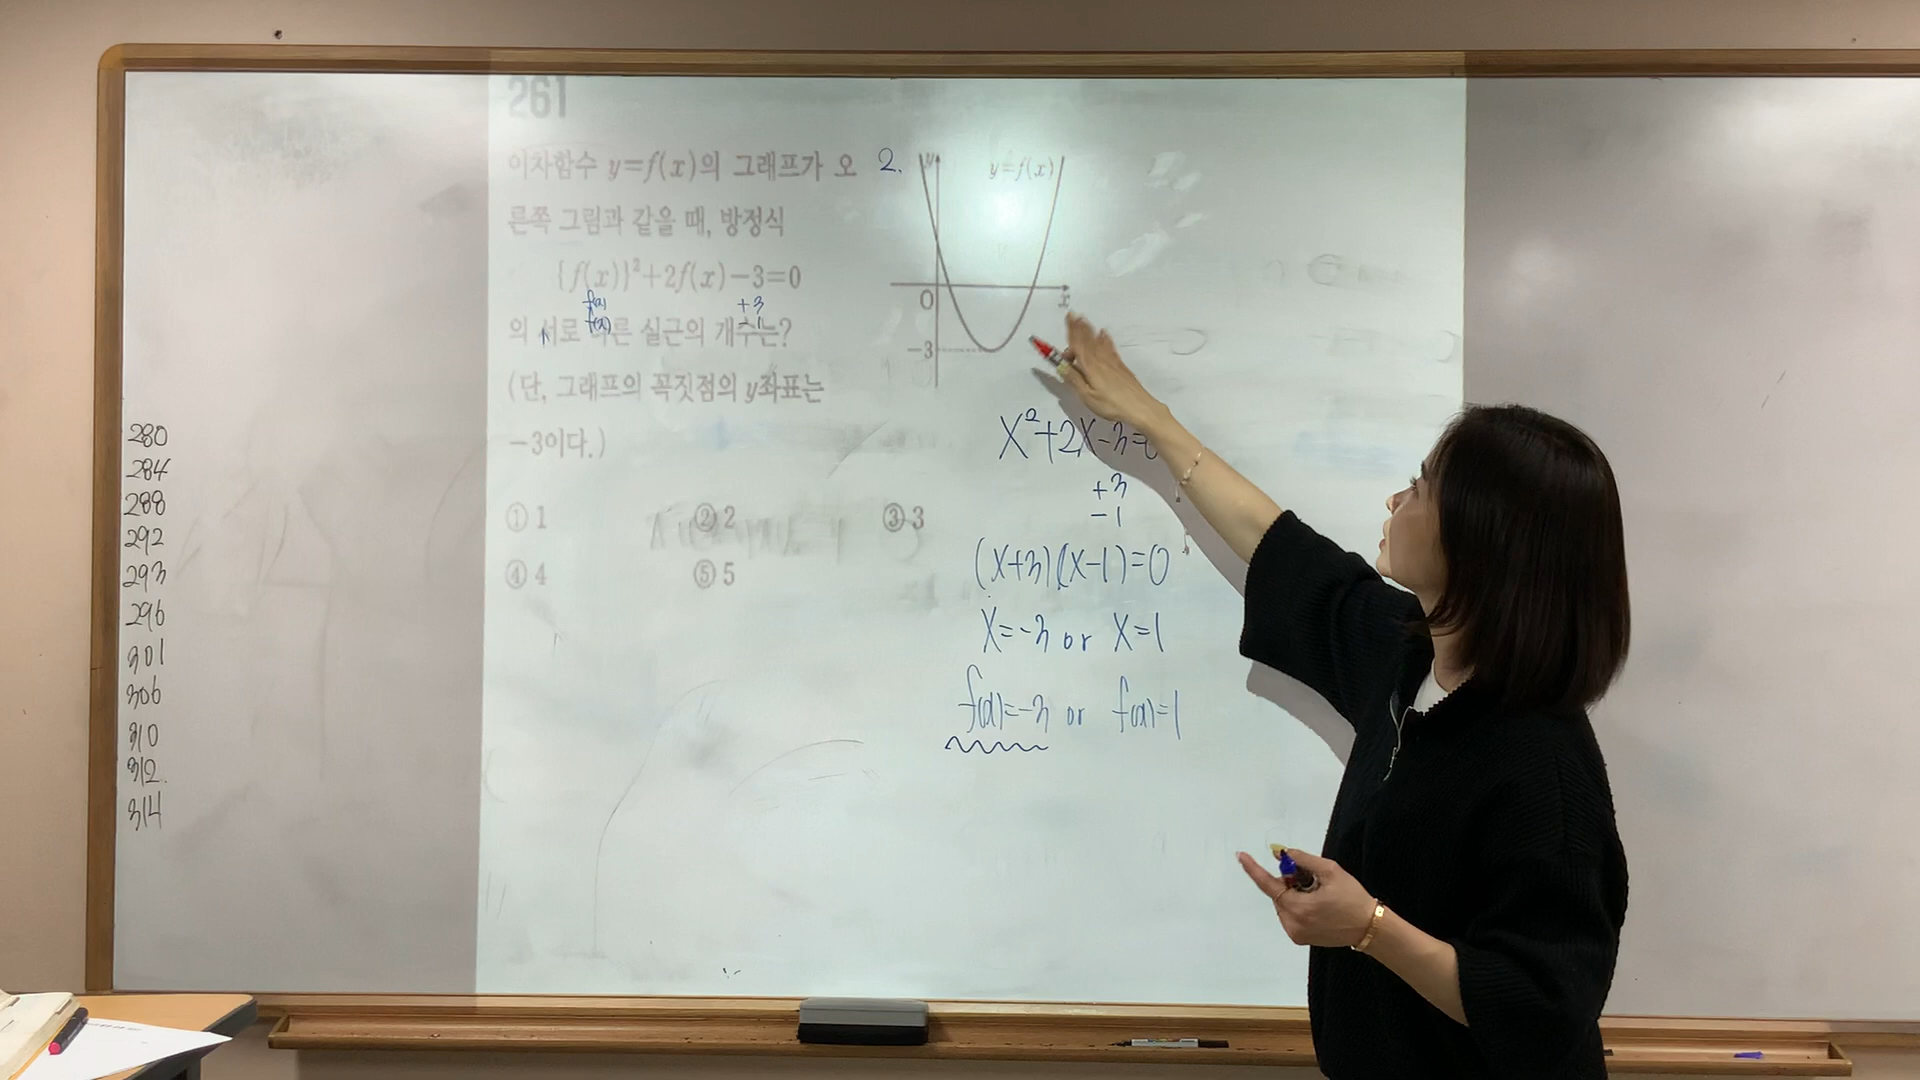 261
이차함수 y=f(x)의 그래프가 오
른쪽 그림과 같을 때, 방정식
{f(x)}²+2f(x)-3=0
f(x) +3
f(x) -1
의 서로 다른 실근의 개수는?
(단, 그래프의 꼭짓점의 y좌표는
-3이다.)
① 1 ② 2 ③ 3
④ 4 ⑤ 5
2.
y
y=f(x)
O
x
-3
x²+2x-3=0
+3
-1
(x+3)(x-1)=0
x=-3 or x=1
f(x)=-3 or f(x)=1
280
284
288
292
293
296
301
306
310
312.
314